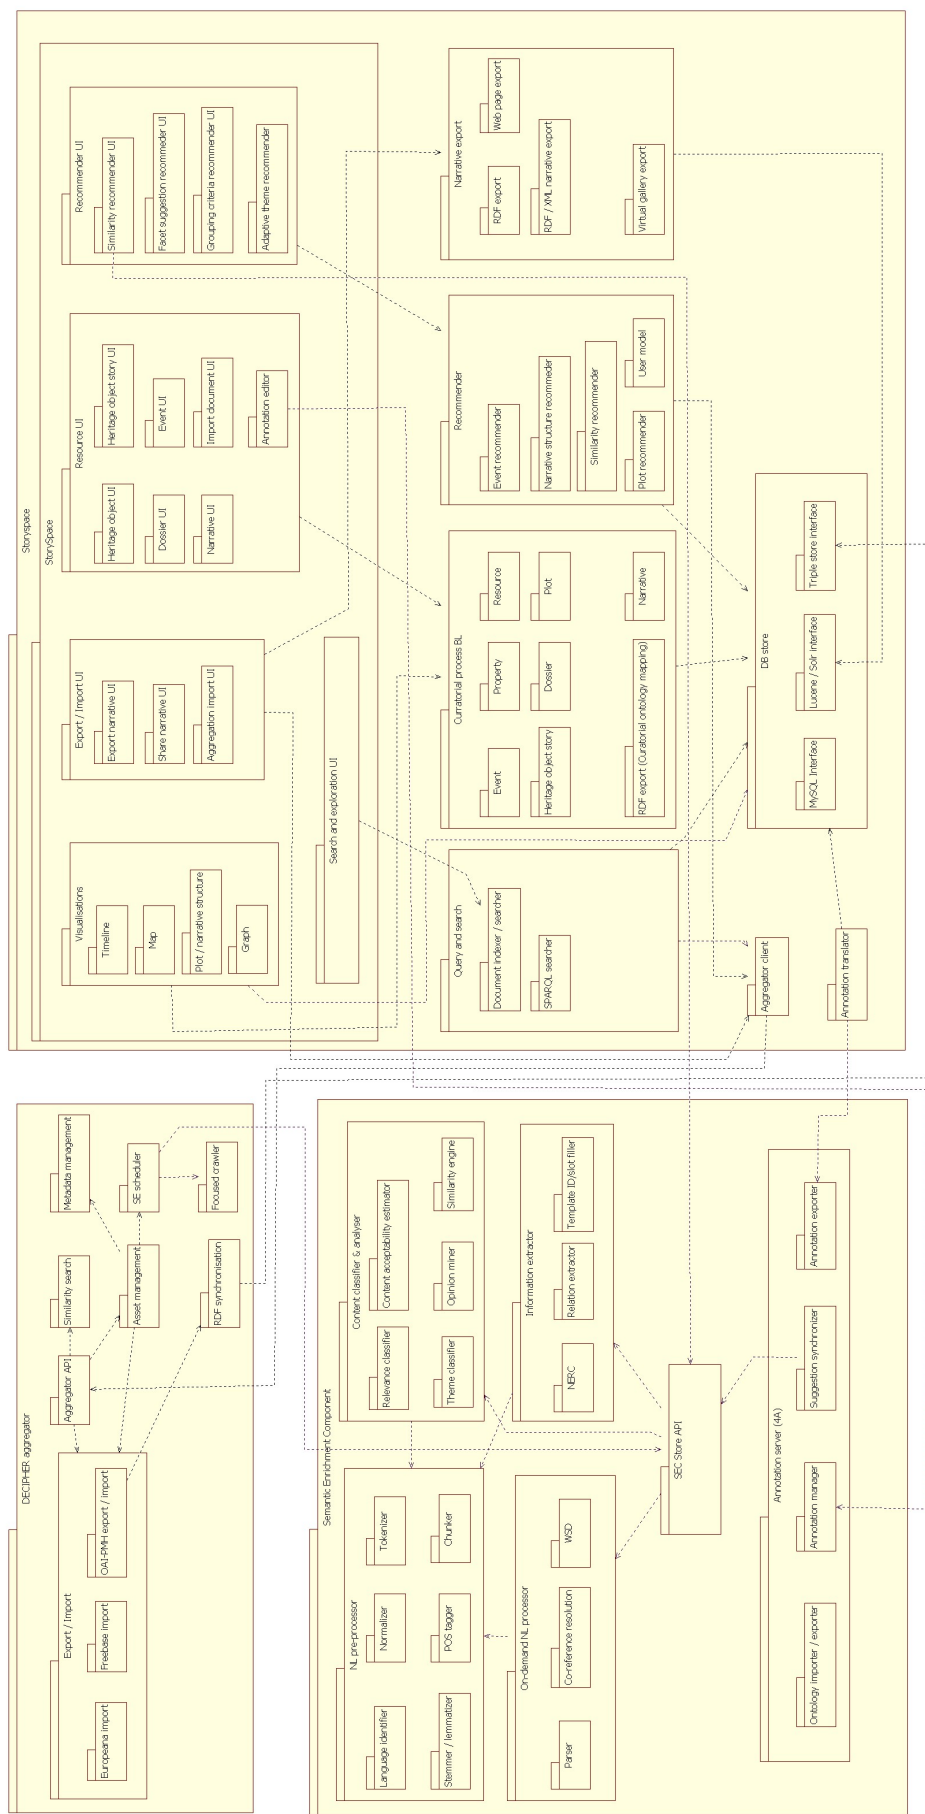 DECIPHER aggregator
Export / Import
Europeana import
Freebase import
OAI-PMH export / import
Aggregator API
Similarity search
Metadata management
Asset management
SE scheduler
RDF synchronisation
Focused crawler
Semantic Enrichment Component
NL pre-processor
Language identifier
Normalizer
Tokenizer
Stemmer / lemmatizer
POS tagger
Chunker
Content classifier & analyser
Relevance classifier
Content acceptability estimator
Theme classifier
Opinion miner
Similarity engine
On-demand NL processor
Parser
Co-reference resolution
WSD
Information extractor
NERC
Relation extractor
Template ID/slot filler
SEC Store API
Annotation server (4A)
Ontology importer / exporter
Annotation manager
Suggestion synchronizer
Annotation exporter
Storyspace
StorySpace
Visualisations
Timeline
Map
Plot / narrative structure
Graph
Export / Import UI
Export narrative UI
Share narrative UI
Aggregation import UI
Resource UI
Heritage object UI
Heritage object story UI
Dossier UI
Event UI
Narrative UI
Import document UI
Annotation editor
Recommender UI
Similarity recommender UI
Facet suggestion recommeder UI
Grouping criteria recommender UI
Adaptive theme recommender
Search and exploration UI
Query and search
Document indexer / searcher
SPARQL searcher
Curratorial process BL
Event
Property
Resource
Heritage object story
Dossier
Plot
RDF export (Curatorial ontology mapping)
Narrative
Recommender
Event recommender
Narrative structure recommeder
Similarity recommender
Plot recommender
User model
Narrative export
RDF export
Web page export
RDF / XML narrative export
Virtual gallery export
Aggregator client
Annotation translator
DB store
MySQL Interface
Lucene / Solr interface
Triple store interface